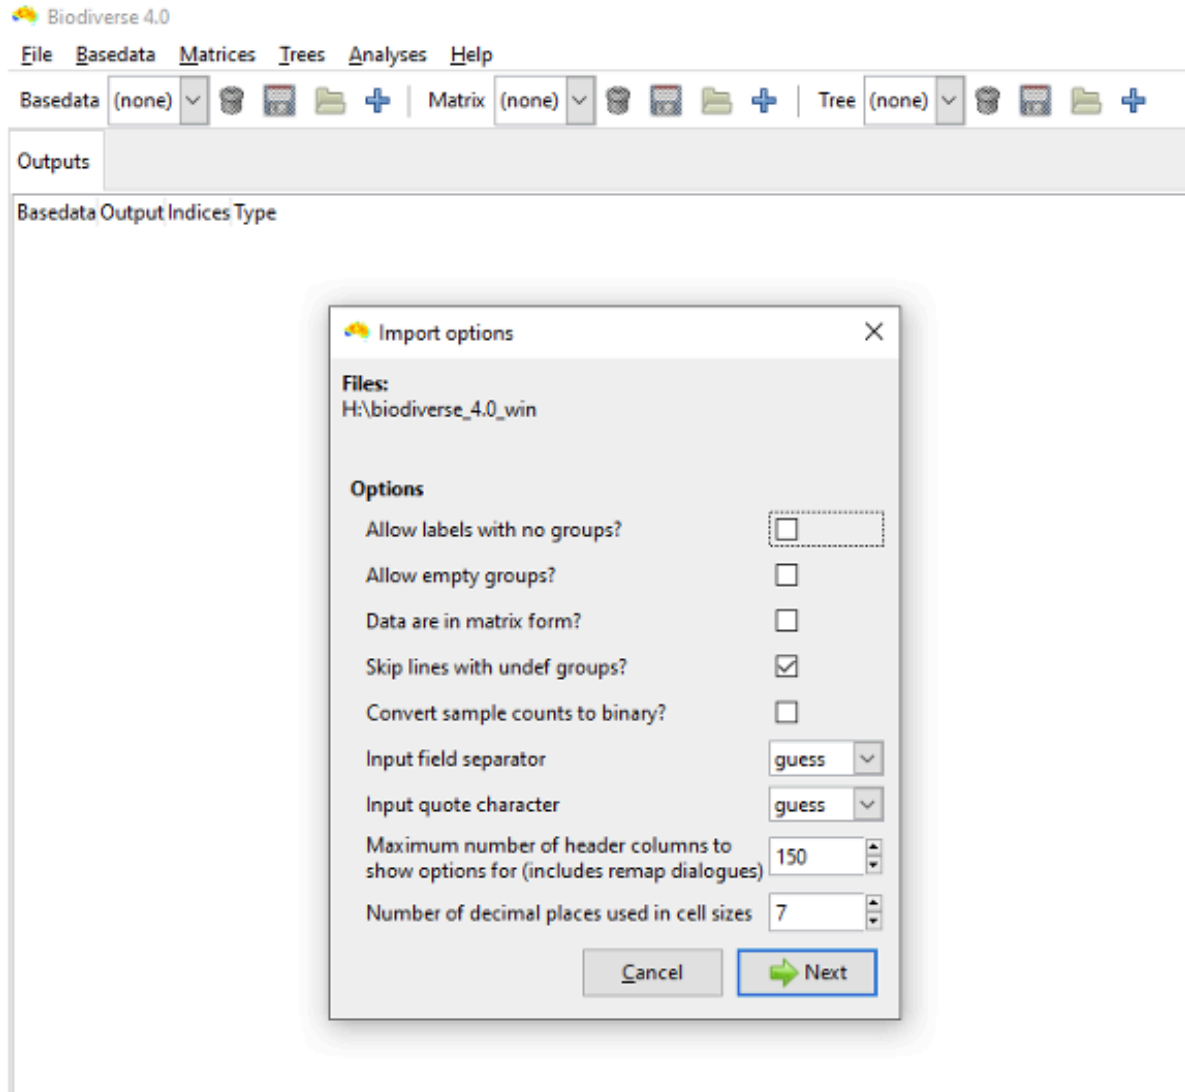 Biodiverse 4.0
File Basedata Matrices Trees Analyses Help
Basedata (none) Matrix (none) Tree (none)
Outputs
Basedata Output Indices Type
Import options
Files:
H:\biodiverse_4.0_win
Options
Allow labels with no groups?
Allow empty groups?
Data are in matrix form?
Skip lines with undef groups?
Convert sample counts to binary?
Input field separator guess
Input quote character guess
Maximum number of header columns to
show options for (includes remap dialogues) 150
Number of decimal places used in cell sizes 7
Cancel Next